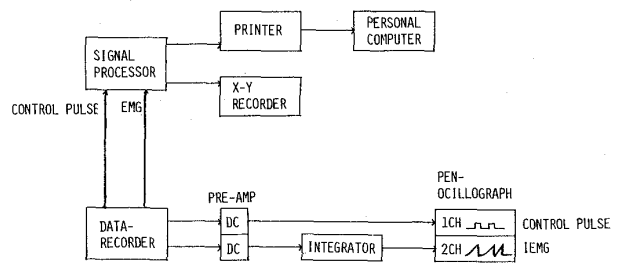 PRINTER
PERSONAL
COMPUTER
SIGNAL
PROCESSOR
X-Y
RECORDER
CONTROL PULSE
EMG
PRE-AMP
PEN-
OCILLOGRAPH
DATA-
RECORDER
DC
1CH
CONTROL PULSE
DC
INTEGRATOR
2CH
IEMG